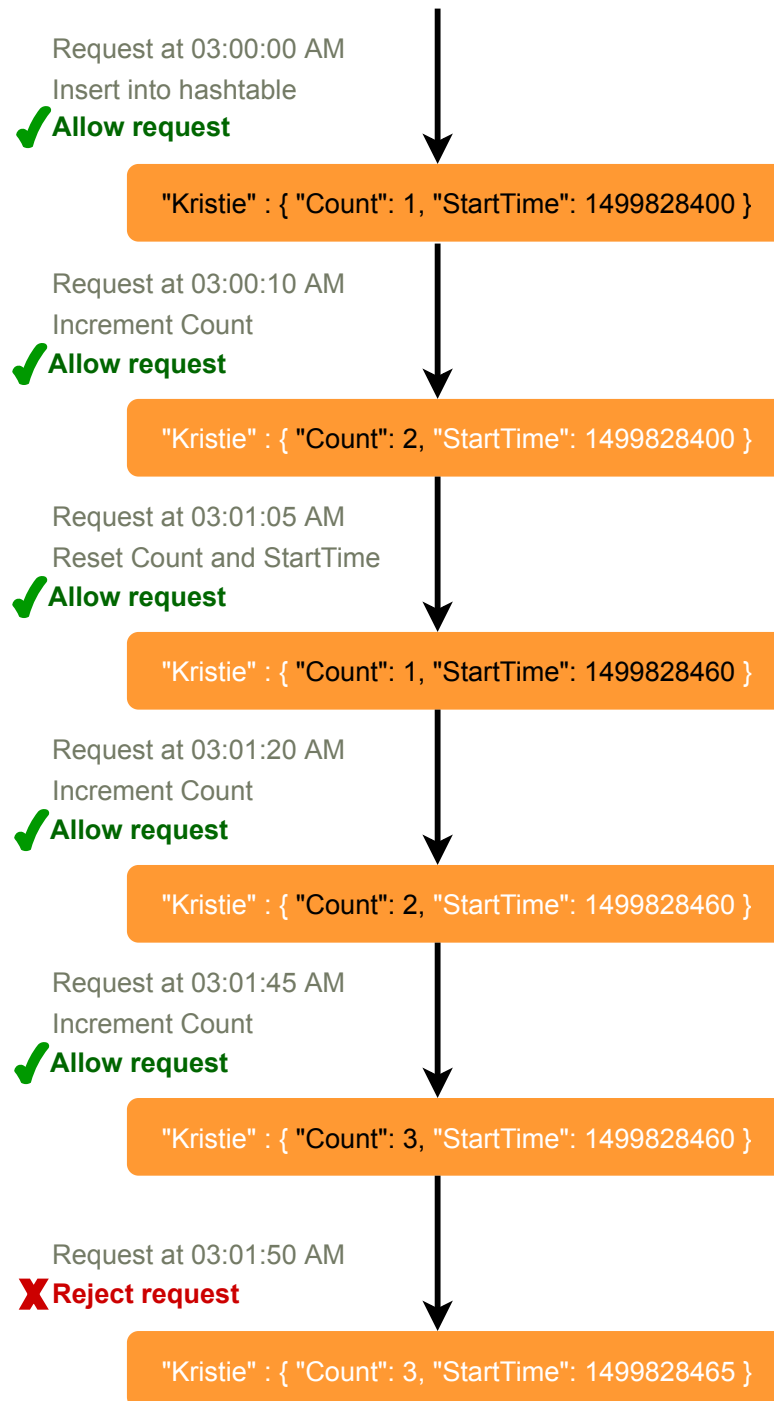 Request at 03:00:00 AM
Insert into hashtable
Allow request
"Kristie" : { "Count": 1, "StartTime": 1499828400 }
Request at 03:00:10 AM
Increment Count
Allow request
"Kristie" : { "Count": 2, "StartTime": 1499828400 }
Request at 03:01:05 AM
Reset Count and StartTime
Allow request
"Kristie" : { "Count": 1, "StartTime": 1499828460 }
Request at 03:01:20 AM
Increment Count
Allow request
"Kristie" : { "Count": 2, "StartTime": 1499828460 }
Request at 03:01:45 AM
Increment Count
Allow request
"Kristie" : { "Count": 3, "StartTime": 1499828460 }
Request at 03:01:50 AM
Reject request
"Kristie" : { "Count": 3, "StartTime": 1499828465 }